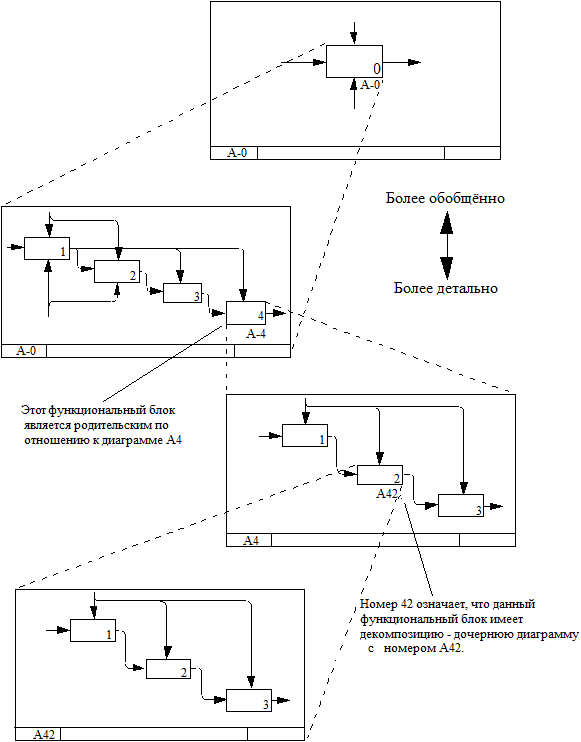 0
A-0
A-0
Более обобщённо
Более детально
1
2
3
4
A-4
A-0
Этот функциональный блок
является родительским по
отношению к диаграмме А4
1
2
A42
3
A4
Номер 42 означает, что данный
функциональный блок имеет
декомпозицию - дочернюю диаграмму
с номером А42.
1
2
3
A42